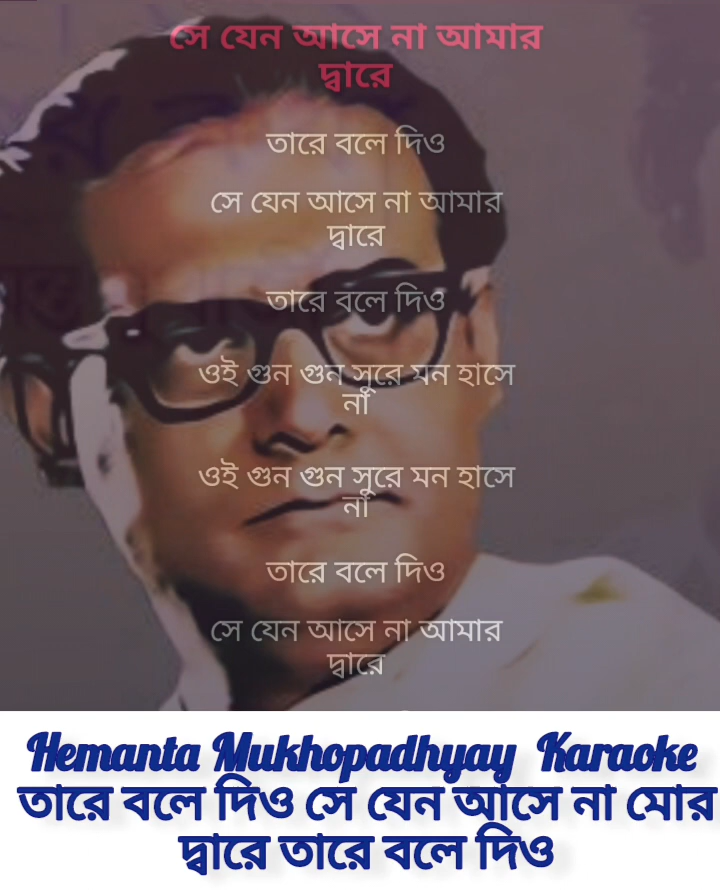 সে যেন আসে না আমার
দ্বারে
তারে বলে দিও
সে যেন আসে না আমার
দ্বারে
তারে বলে দিও
ওই গুন গুন সুরে মন হাসে
না
ওই গুন গুন সুরে মন হাসে
না
তারে বলে দিও
সে যেন আসে না আমার
দ্বারে
Hemanta Mukhopadhyay Karaoke
তারে বলে দিও সে যেন আসে না মোর
দ্বারে তারে বলে দিও